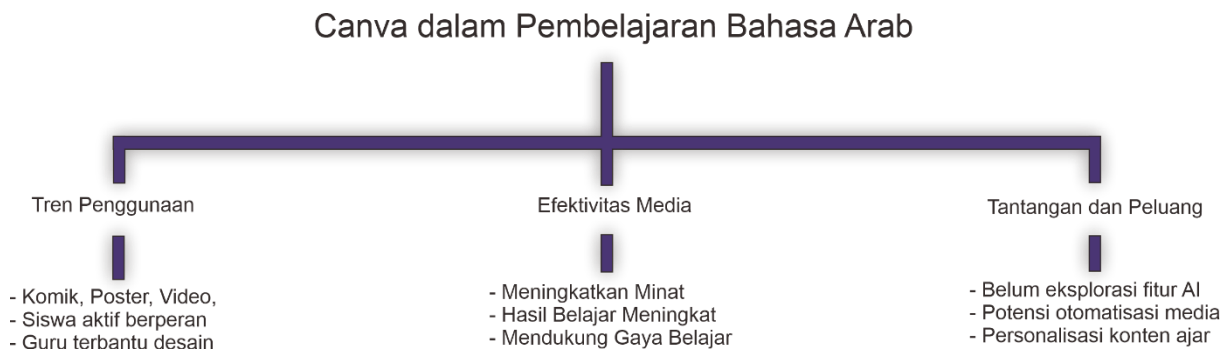 Canva dalam Pembelajaran Bahasa Arab
Tren Penggunaan
- Komik, Poster, Video,
- Siswa aktif berperan
- Guru terbantu desain
Efektivitas Media
- Meningkatkan Minat
- Hasil Belajar Meningkat
- Mendukung Gaya Belajar
Tantangan dan Peluang
- Belum eksplorasi fitur AI
- Potensi otomatisasi media
- Personalisasi konten ajar